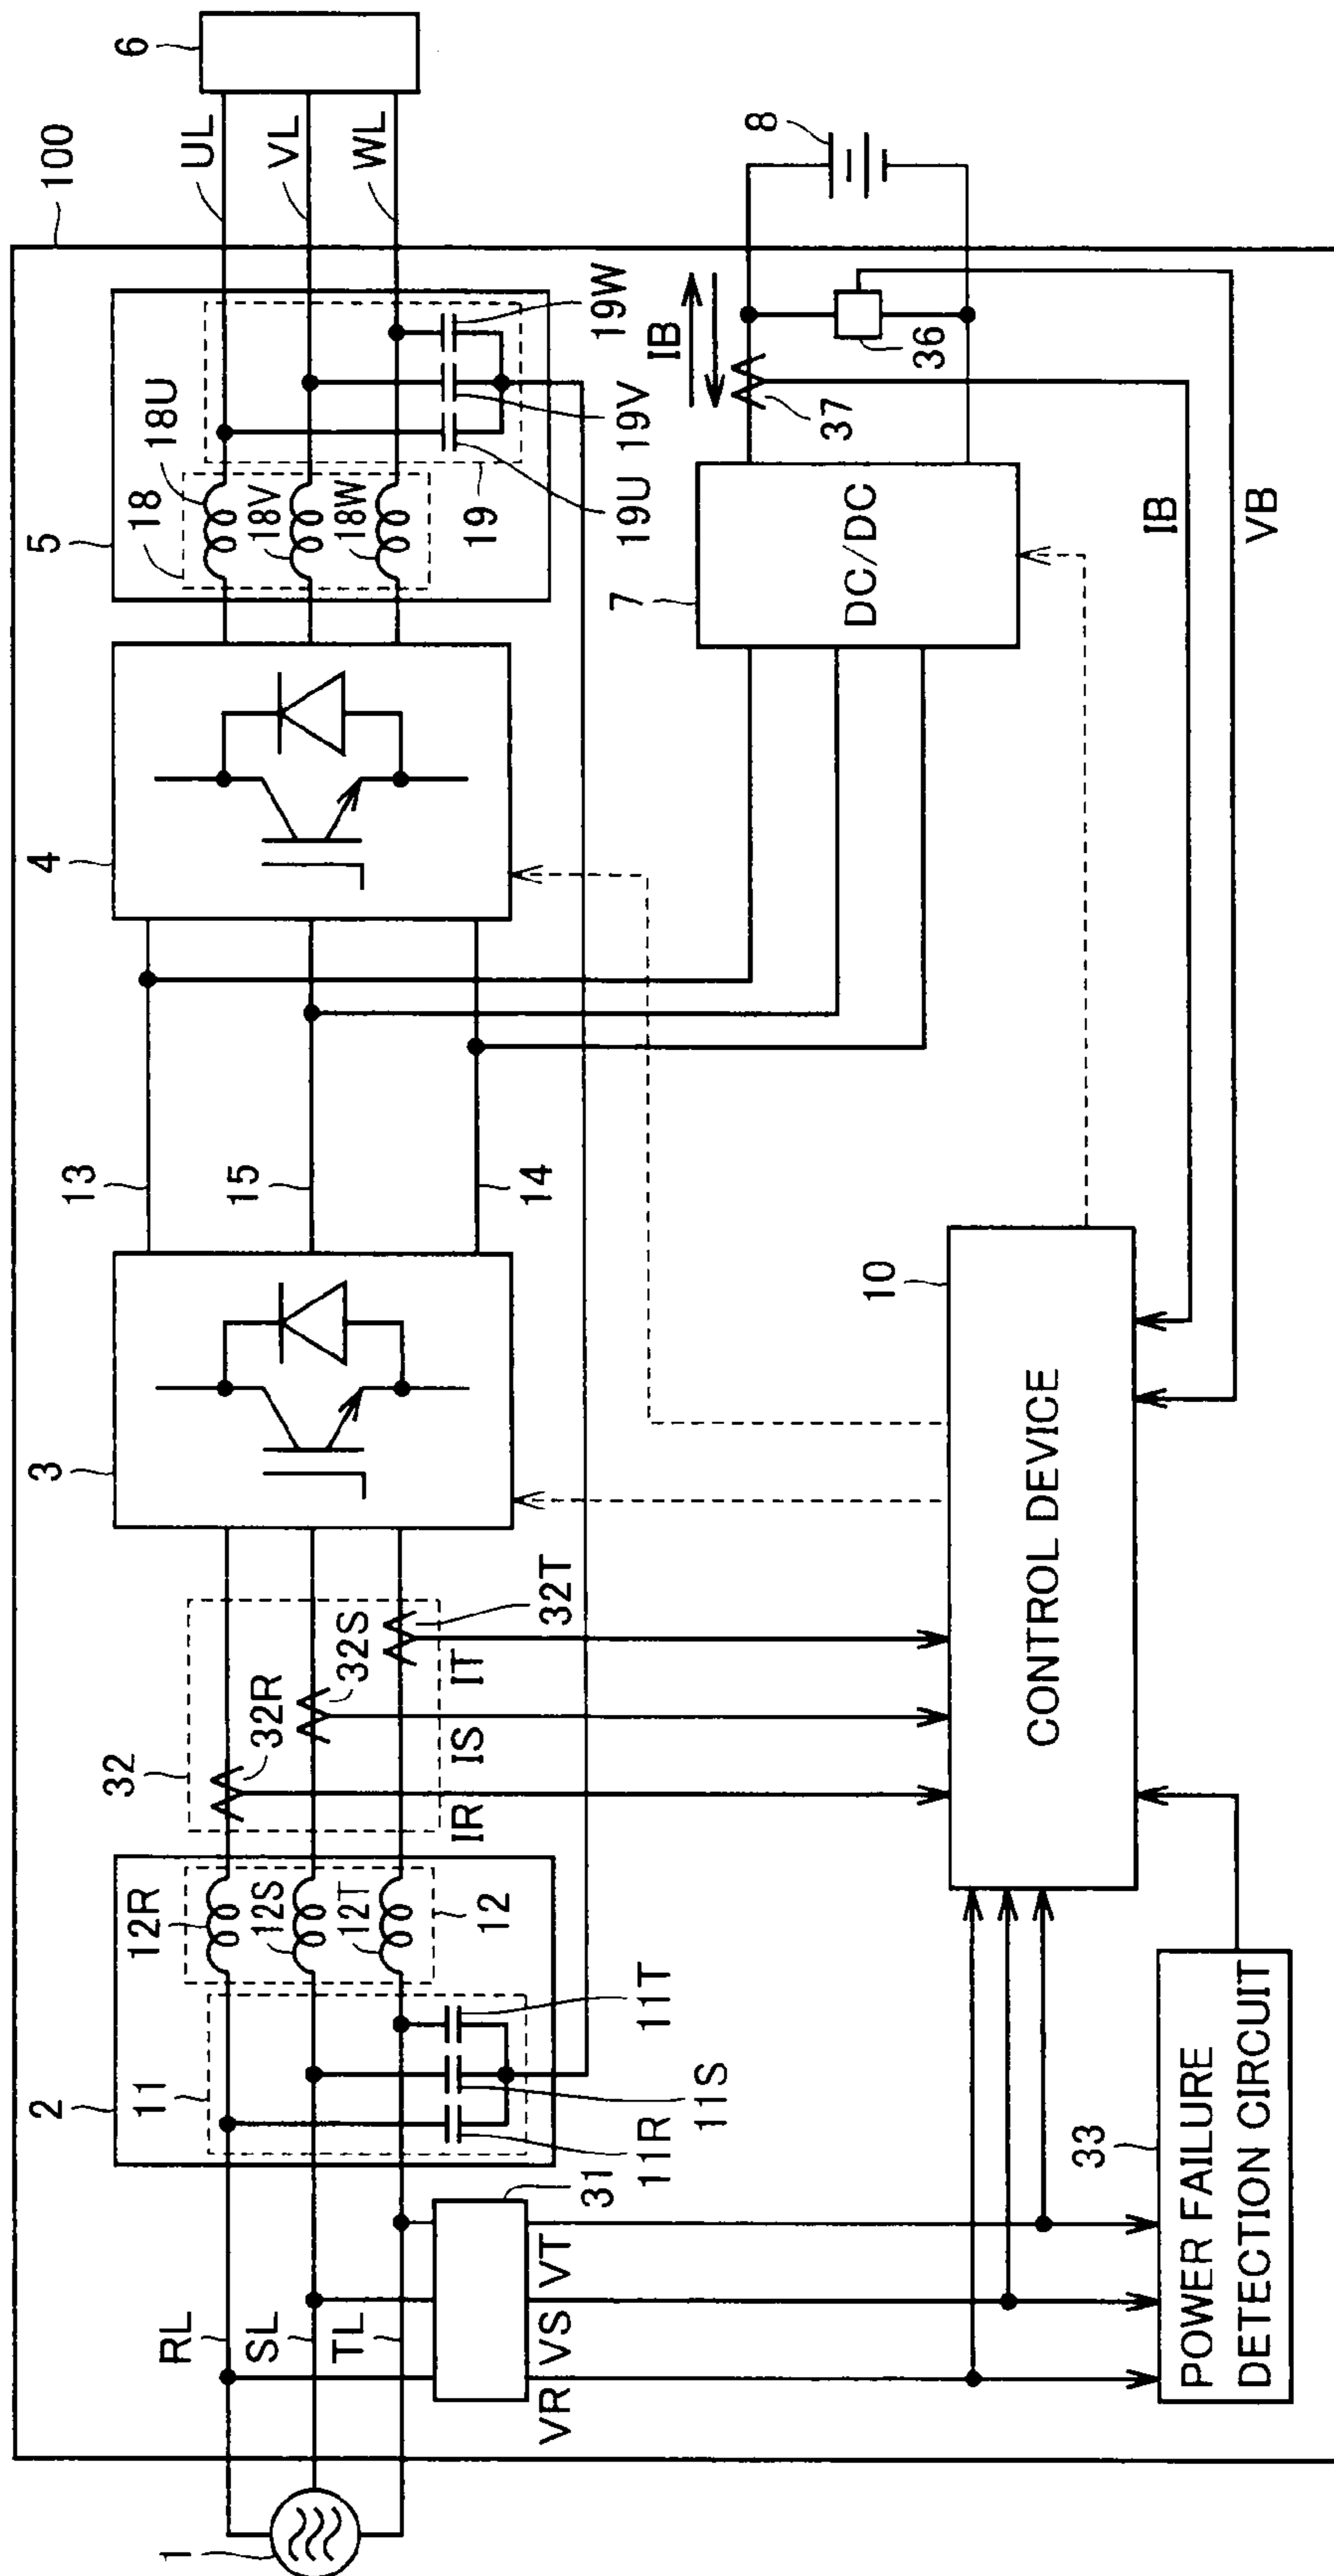 100
1
RL
SL
TL
31
VR
VS
VT
2
11
11R
11S
11T
12R
12S
12T
12
32
32R
32S
32T
IR
IS
IT
3
13
15
14
4
5
18
18U
18V
18W
19
19U
19V
19W
UL
VL
WL
6
7
DC/DC
IB
37
36
8
IB
VB
10
CONTROL DEVICE
33
POWER FAILURE
DETECTION CIRCUIT